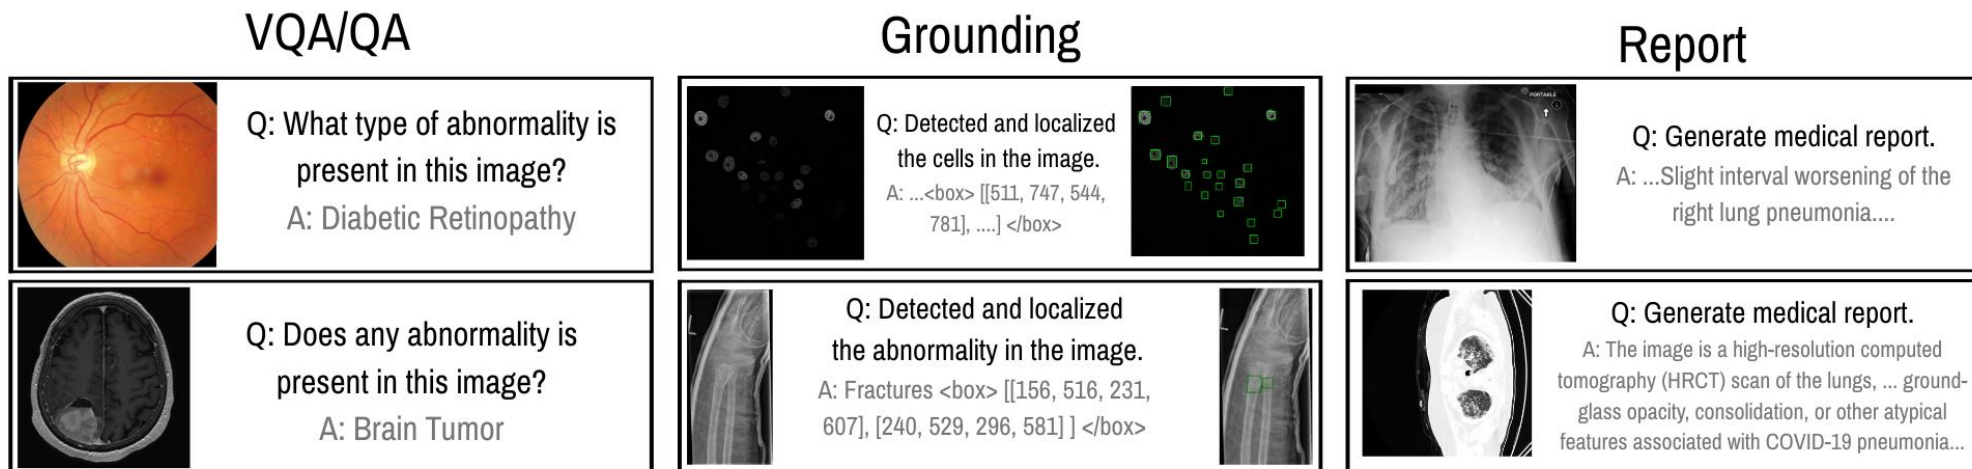 VQA/QA
Q: What type of abnormality is
present in this image?
A: Diabetic Retinopathy
Q: Does any abnormality is
present in this image?
A: Brain Tumor
Grounding
Q: Detected and localized
the cells in the image.
A: ...<box> [[511, 747, 544,
781], ....] </box>
Q: Detected and localized
the abnormality in the image.
A: Fractures <box> [[156, 516, 231,
607], [240, 529, 296, 581] ] </box>
Report
PORTABLE
L
Q: Generate medical report.
A: ...Slight interval worsening of the
right lung pneumonia....
Q: Generate medical report.
A: The image is a high-resolution computed
tomography (HRCT) scan of the lungs, ... ground-
glass opacity, consolidation, or other atypical
features associated with COVID-19 pneumonia...